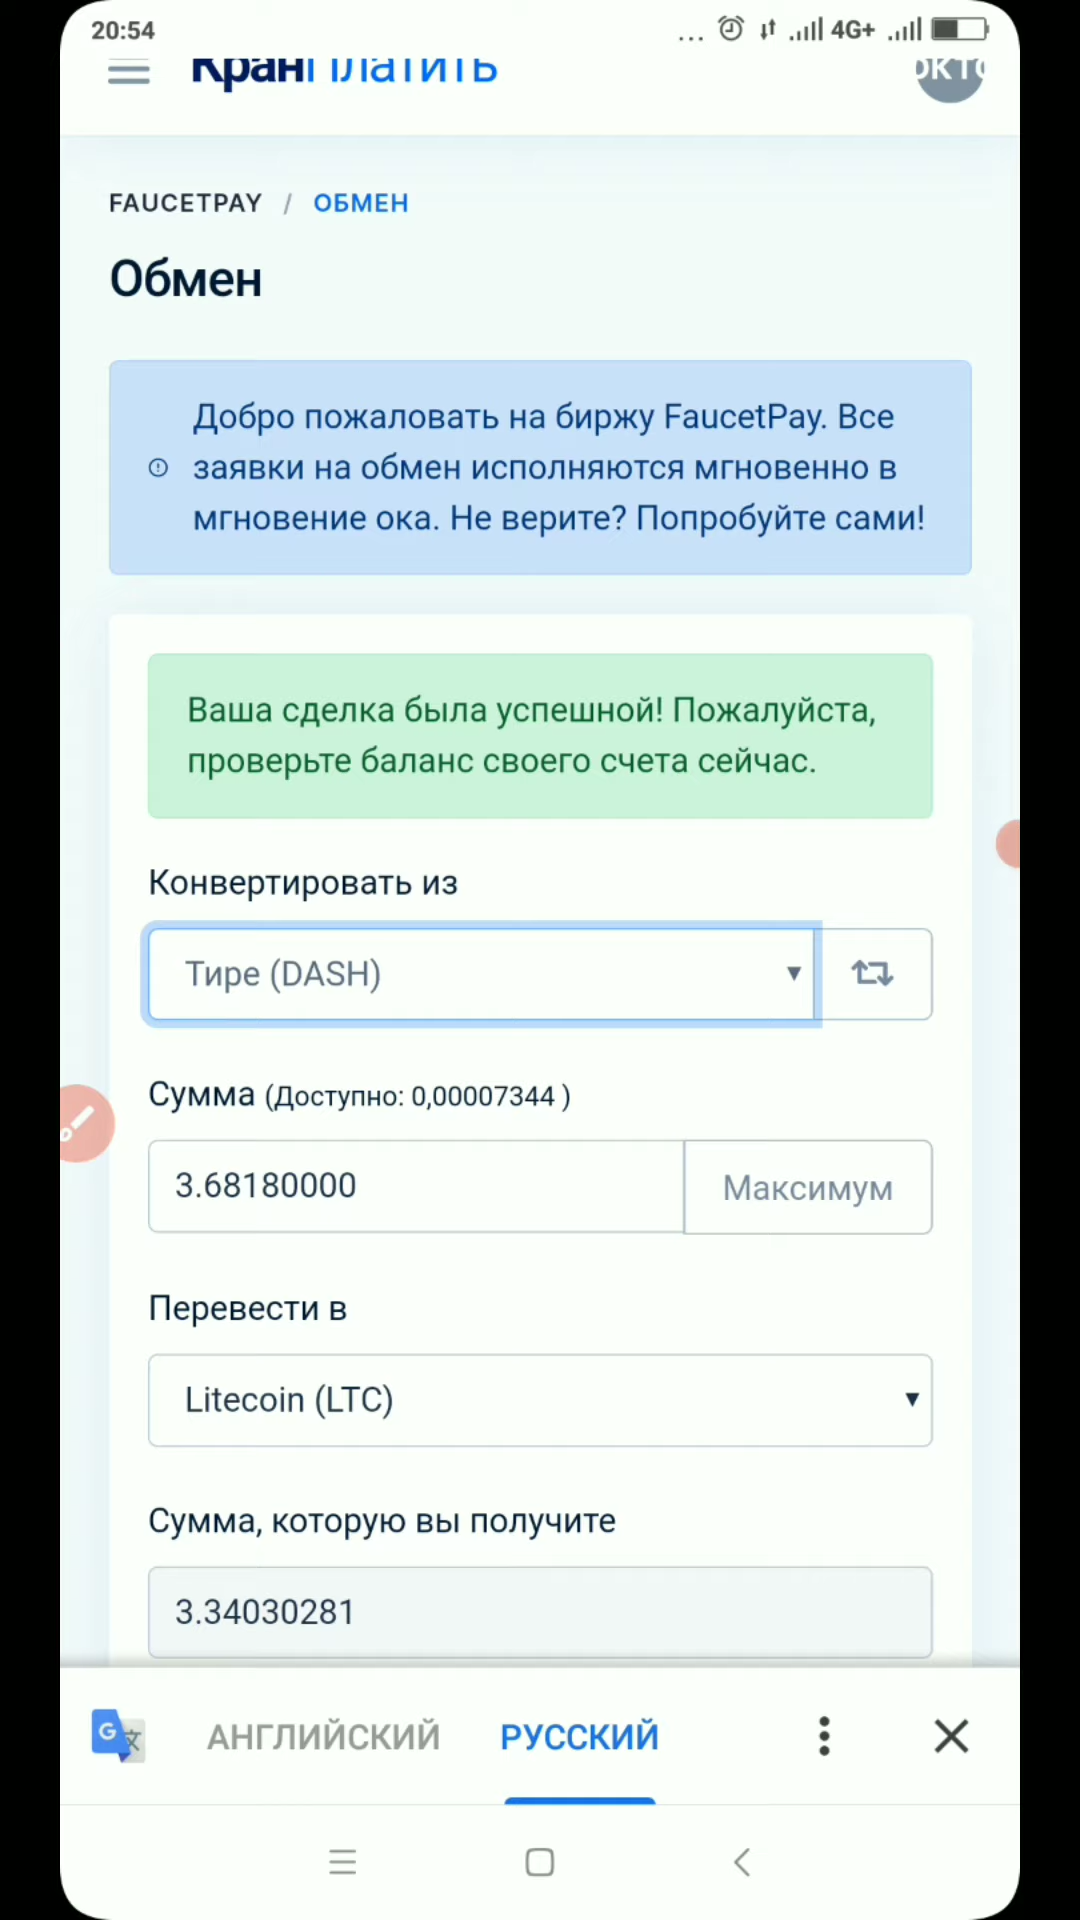 20:54
... 4G+
КранПлатить
FAUCETPAY / ОБМЕН
Обмен
Добро пожаловать на биржу FaucetPay. Все
заявки на обмен исполняются мгновенно в
мгновение ока. Не верите? Попробуйте сами!
Ваша сделка была успешной! Пожалуйста,
проверьте баланс своего счета сейчас.
Конвертировать из
Тире (DASH)
Сумма (Доступно: 0,00007344 )
3.68180000
Максимум
Перевести в
Litecoin (LTC)
Сумма, которую вы получите
3.34030281
АНГЛИЙСКИЙ РУССКИЙ